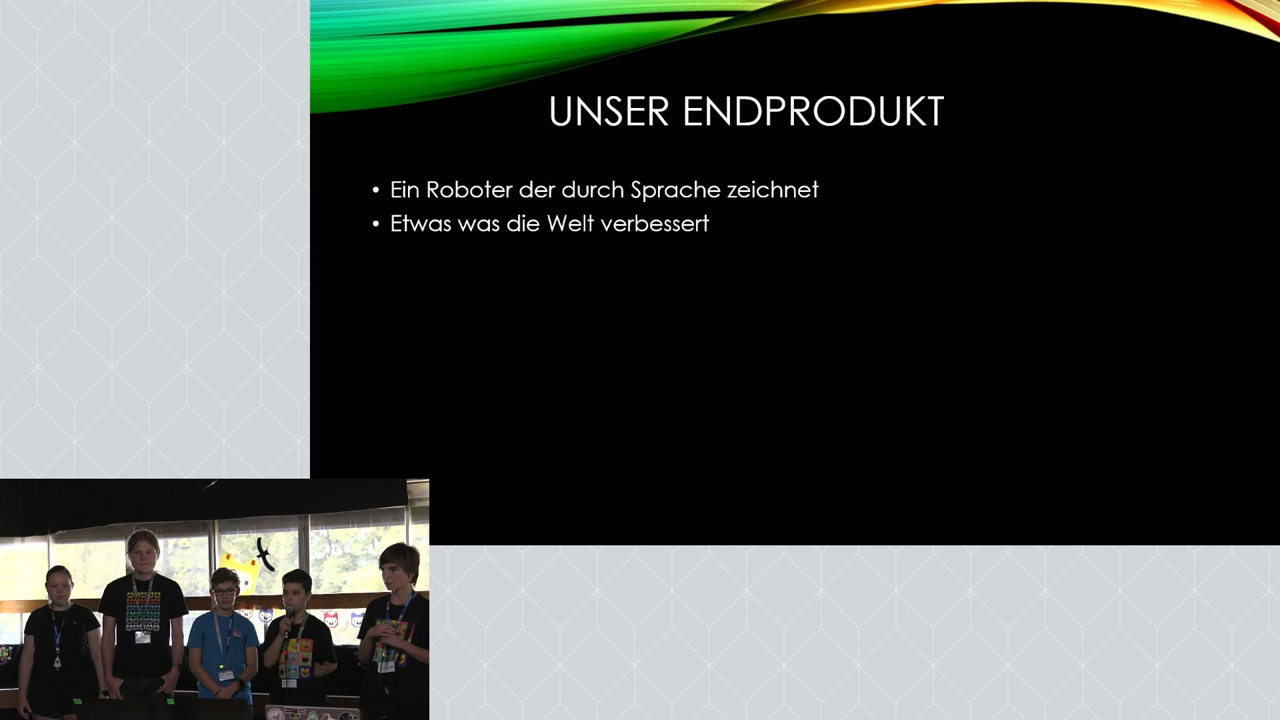 UNSER ENDPRODUKT
• Ein Roboter der durch Sprache zeichnet
• Etwas was die Welt verbessert